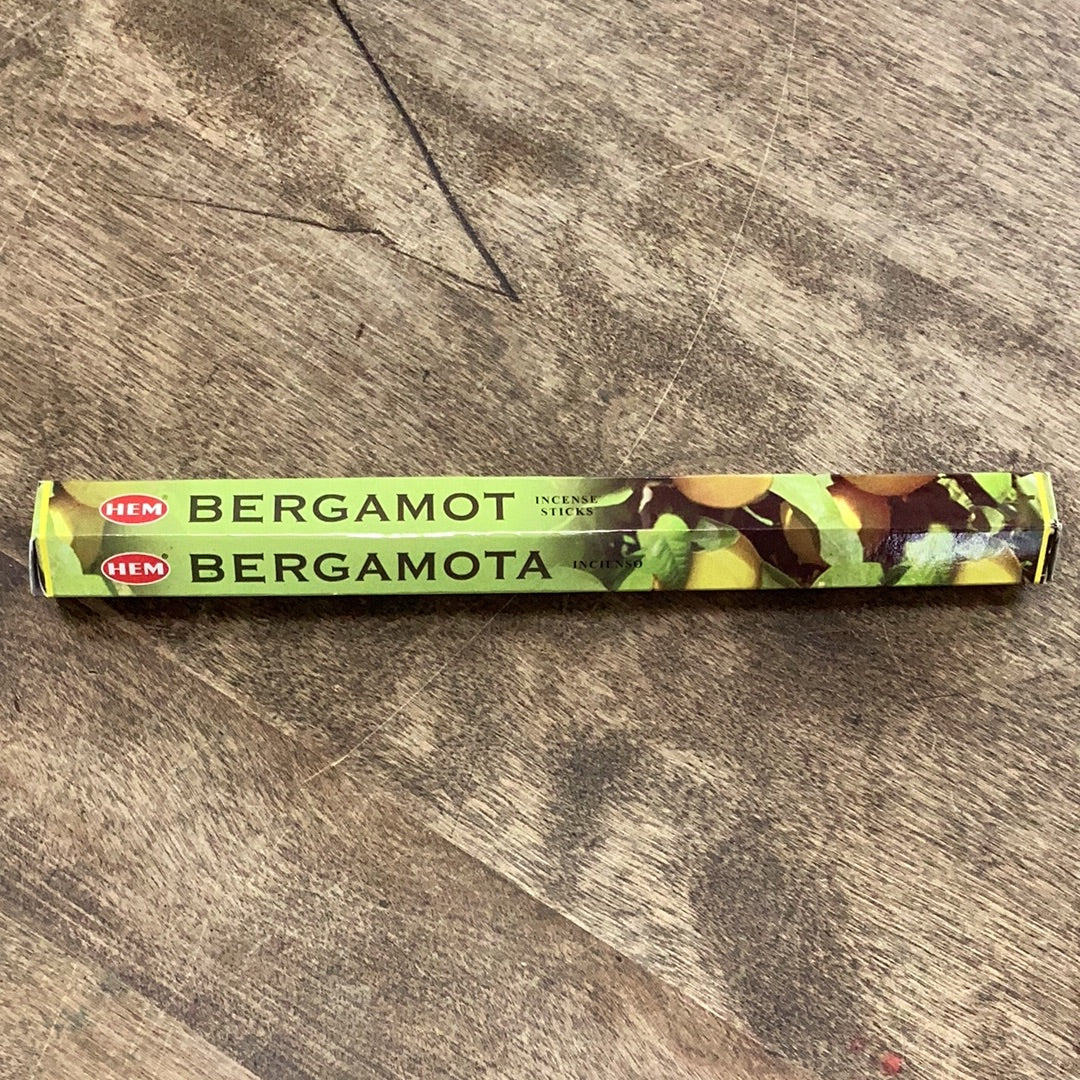 HEM BERGAMOT INCENSE STICKS
HEM BERGAMOTA INCIENSO